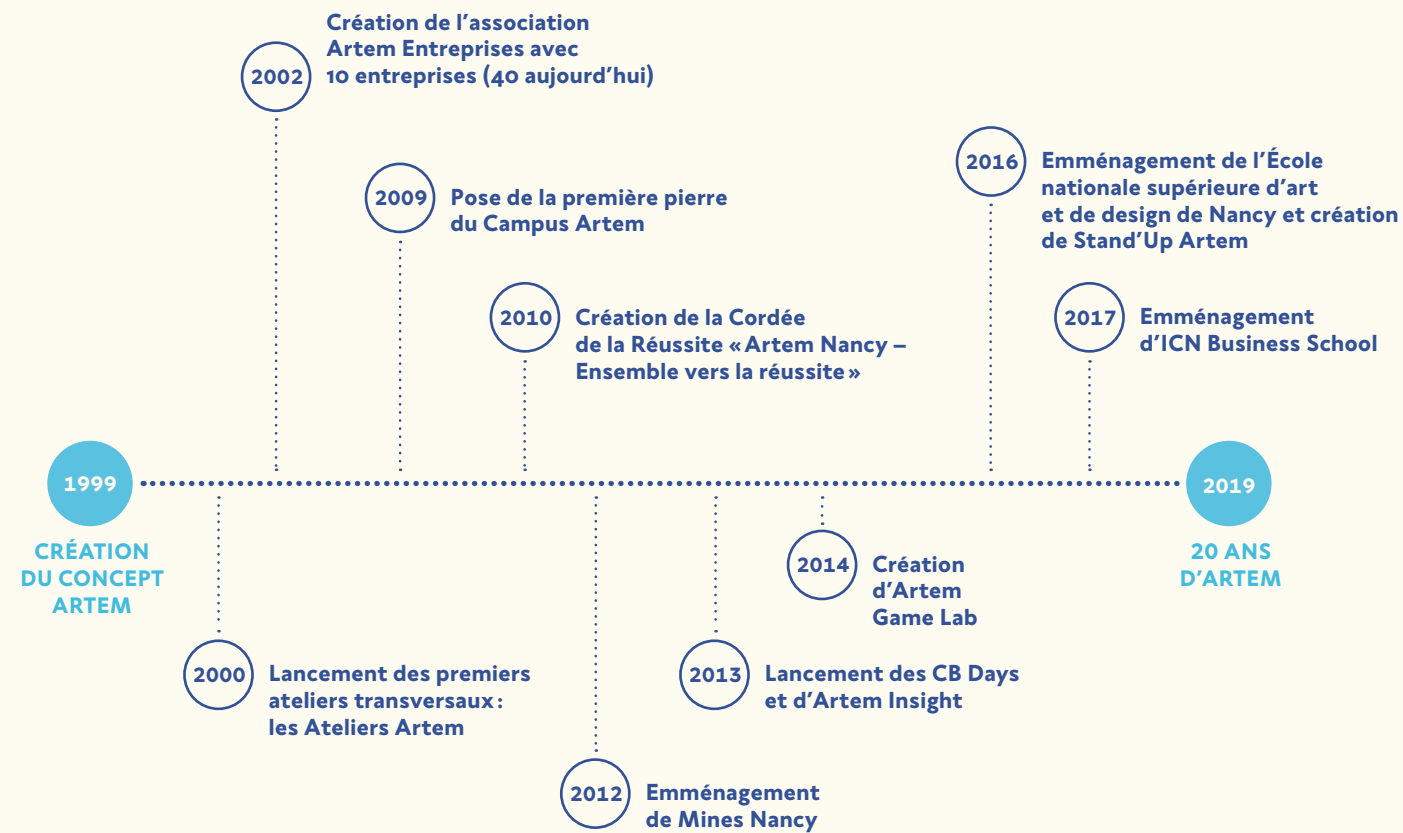 1999
CRÉATION
DU CONCEPT
ARTEM
2000
Lancement des premiers
ateliers transversaux :
les Ateliers Artem
2002
Création de l’association
Artem Entreprises avec
10 entreprises (40 aujourd’hui)
2009
Pose de la première pierre
du Campus Artem
2010
Création de la Cordée
de la Réussite « Artem Nancy –
Ensemble vers la réussite »
2012
Emménagement
de Mines Nancy
2013
Lancement des CB Days
et d’Artem Insight
2014
Création
d’Artem
Game Lab
2016
Emménagement de l’École
nationale supérieure d’art
et de design de Nancy et création
de Stand’Up Artem
2017
Emménagement
d’ICN Business School
2019
20 ANS
D’ARTEM